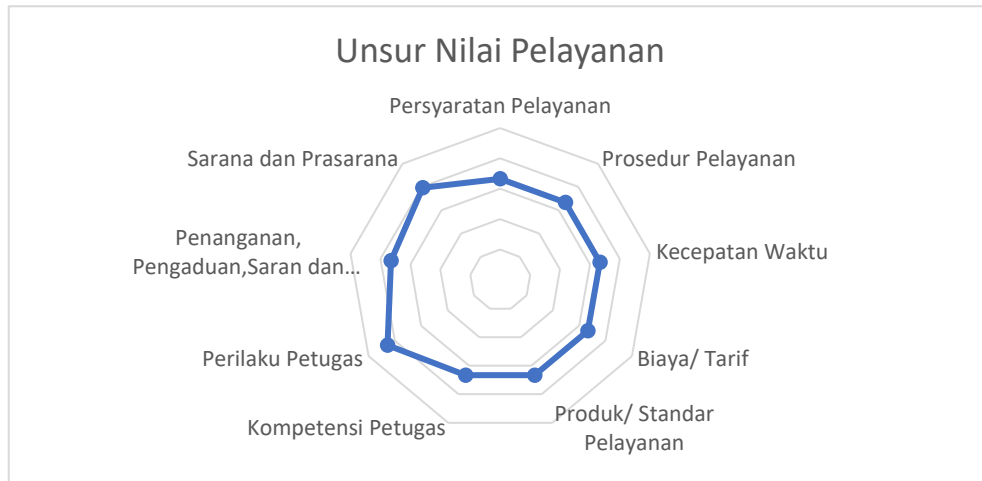 Unsur Nilai Pelayanan
Persyaratan Pelayanan
Prosedur Pelayanan
Kecepatan Waktu
Biaya/ Tarif
Produk/ Standar
Pelayanan
Kompetensi Petugas
Perilaku Petugas
Penanganan,
Pengaduan,Saran dan...
Sarana dan Prasarana